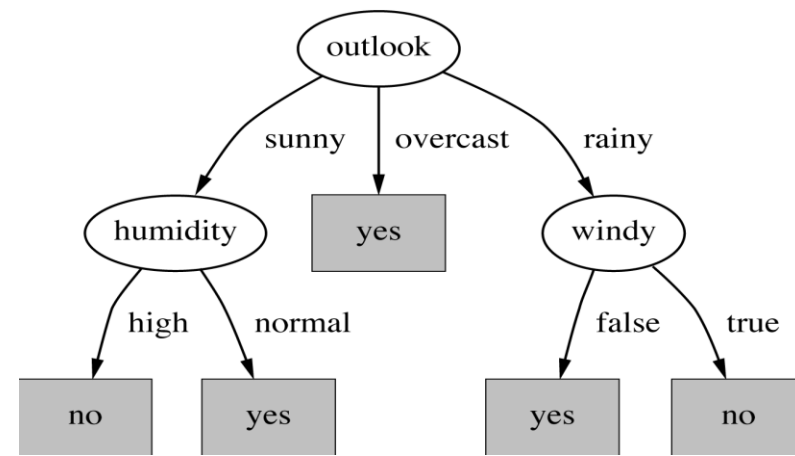 outlook
sunny overcast rainy
humidity yes windy
high normal false true
no yes yes no